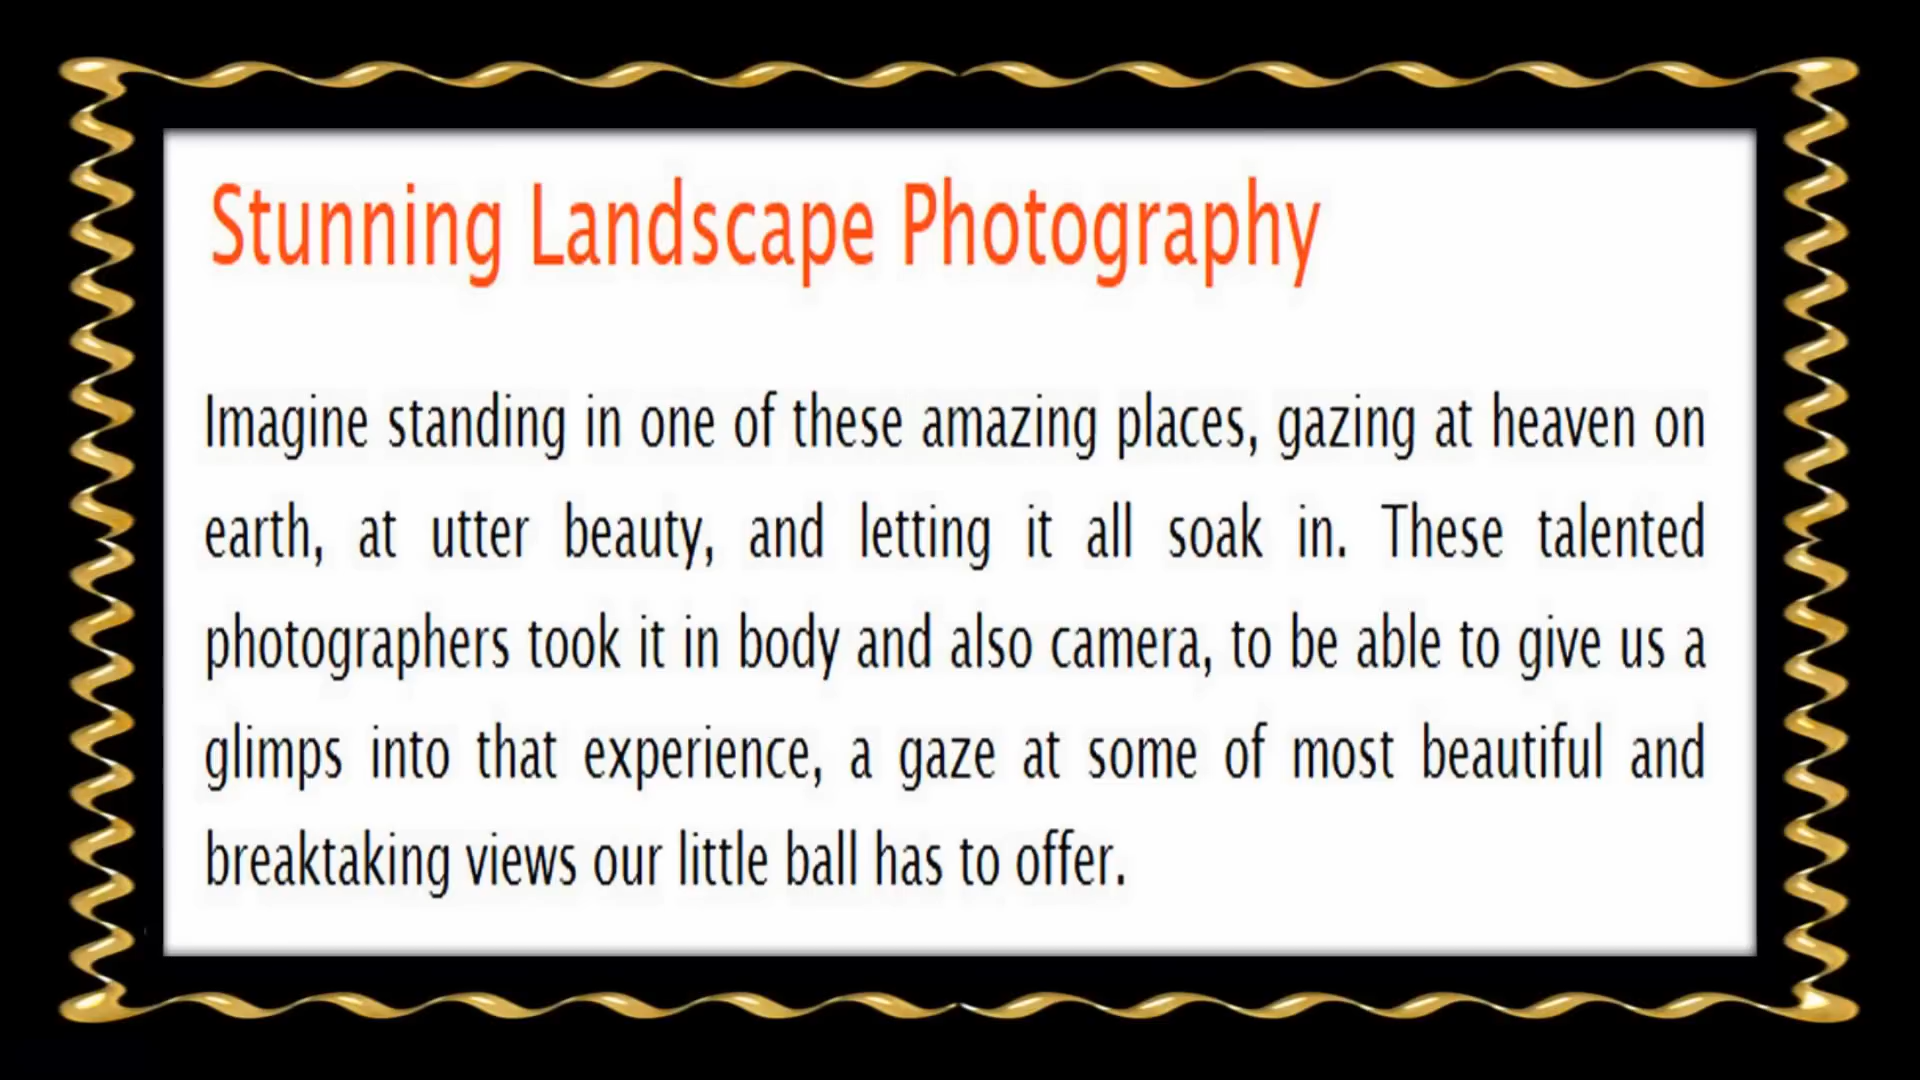 Stunning Landscape Photography
Imagine standing in one of these amazing places, gazing at heaven on
earth, at utter beauty, and letting it all soak in. These talented
photographers took it in body and also camera, to be able to give us a
glimps into that experience, a gaze at some of most beautiful and
breaktaking views our little ball has to offer.